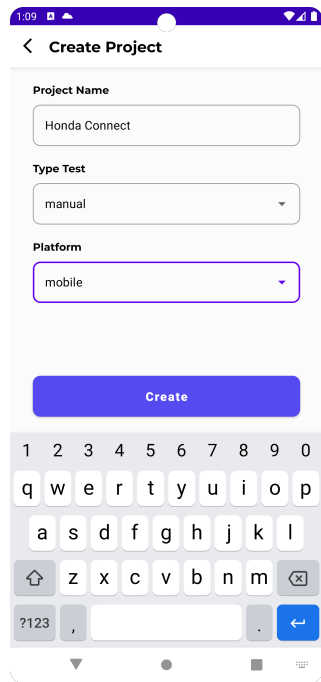 1:09
Create Project
Project Name
Honda Connect
Type Test
manual
Platform
mobile
Create
1 2 3 4 5 6 7 8 9 0
q w e r t y u i o p
a s d f g h j k l
z x c v b n m
?123 , .